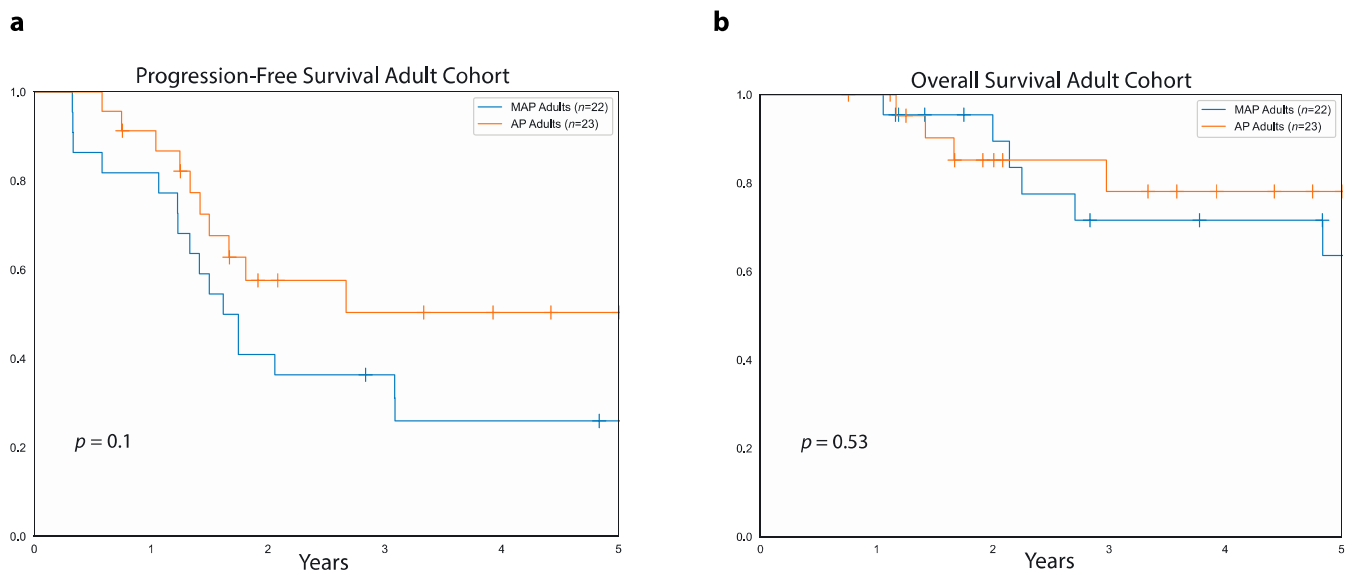 a
Progression-Free Survival Adult Cohort
1.0
MAP Adults (n=22)
AP Adults (n=23)
0.8
0.6
0.4
p = 0.1
0.2
0.0
0 1 2 3 4 5
Years
b
Overall Survival Adult Cohort
1.0
MAP Adults (n=22)
AP Adults (n=23)
0.8
0.6
0.4
p = 0.53
0.2
0.0
0 1 2 3 4 5
Years